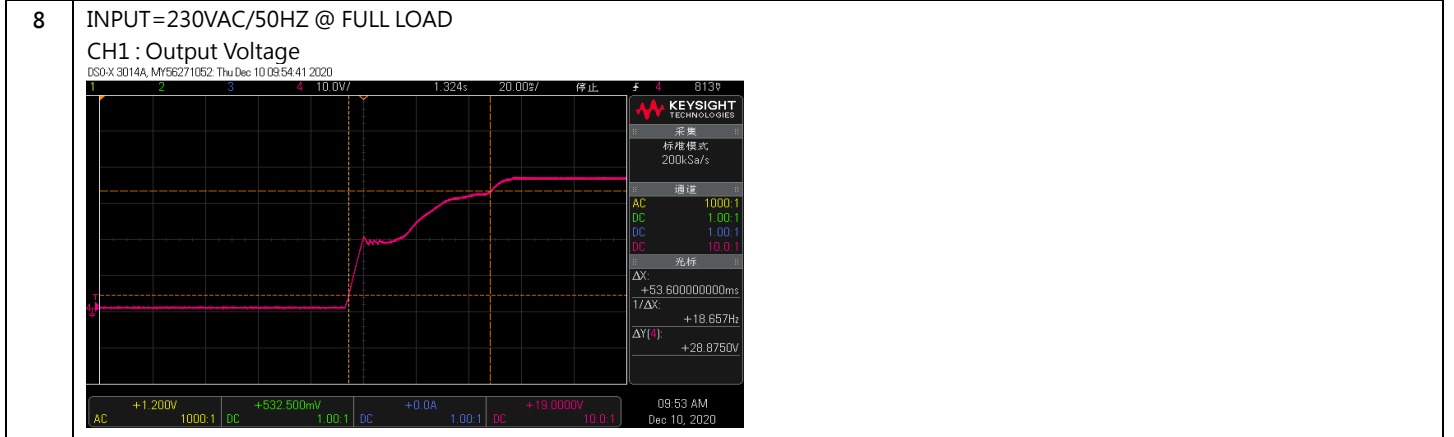 8
INPUT=230VAC/50HZ @ FULL LOAD
CH1 : Output Voltage
DSO-X 3014A, MY56271052: Thu Dec 10 09:54:41 2020
1 2 3 4 10.0V/ 1.324s 20.00ms/ 停止 4 813mV
KEYSIGHT
TECHNOLOGIES
采集
标准模式
200kSa/s
通道
AC 1000:1
DC 1.00:1
DC 1.00:1
DC 10.0:1
光标
ΔX:
+53.600000000ms
1/ΔX:
+18.657Hz
ΔY(4):
+28.8750V
+1.200V +532.500mV +0.0A +19.0000V
AC 1000:1 DC 1.00:1 DC 1.00:1 DC 10.0:1
09:53 AM
Dec 10, 2020